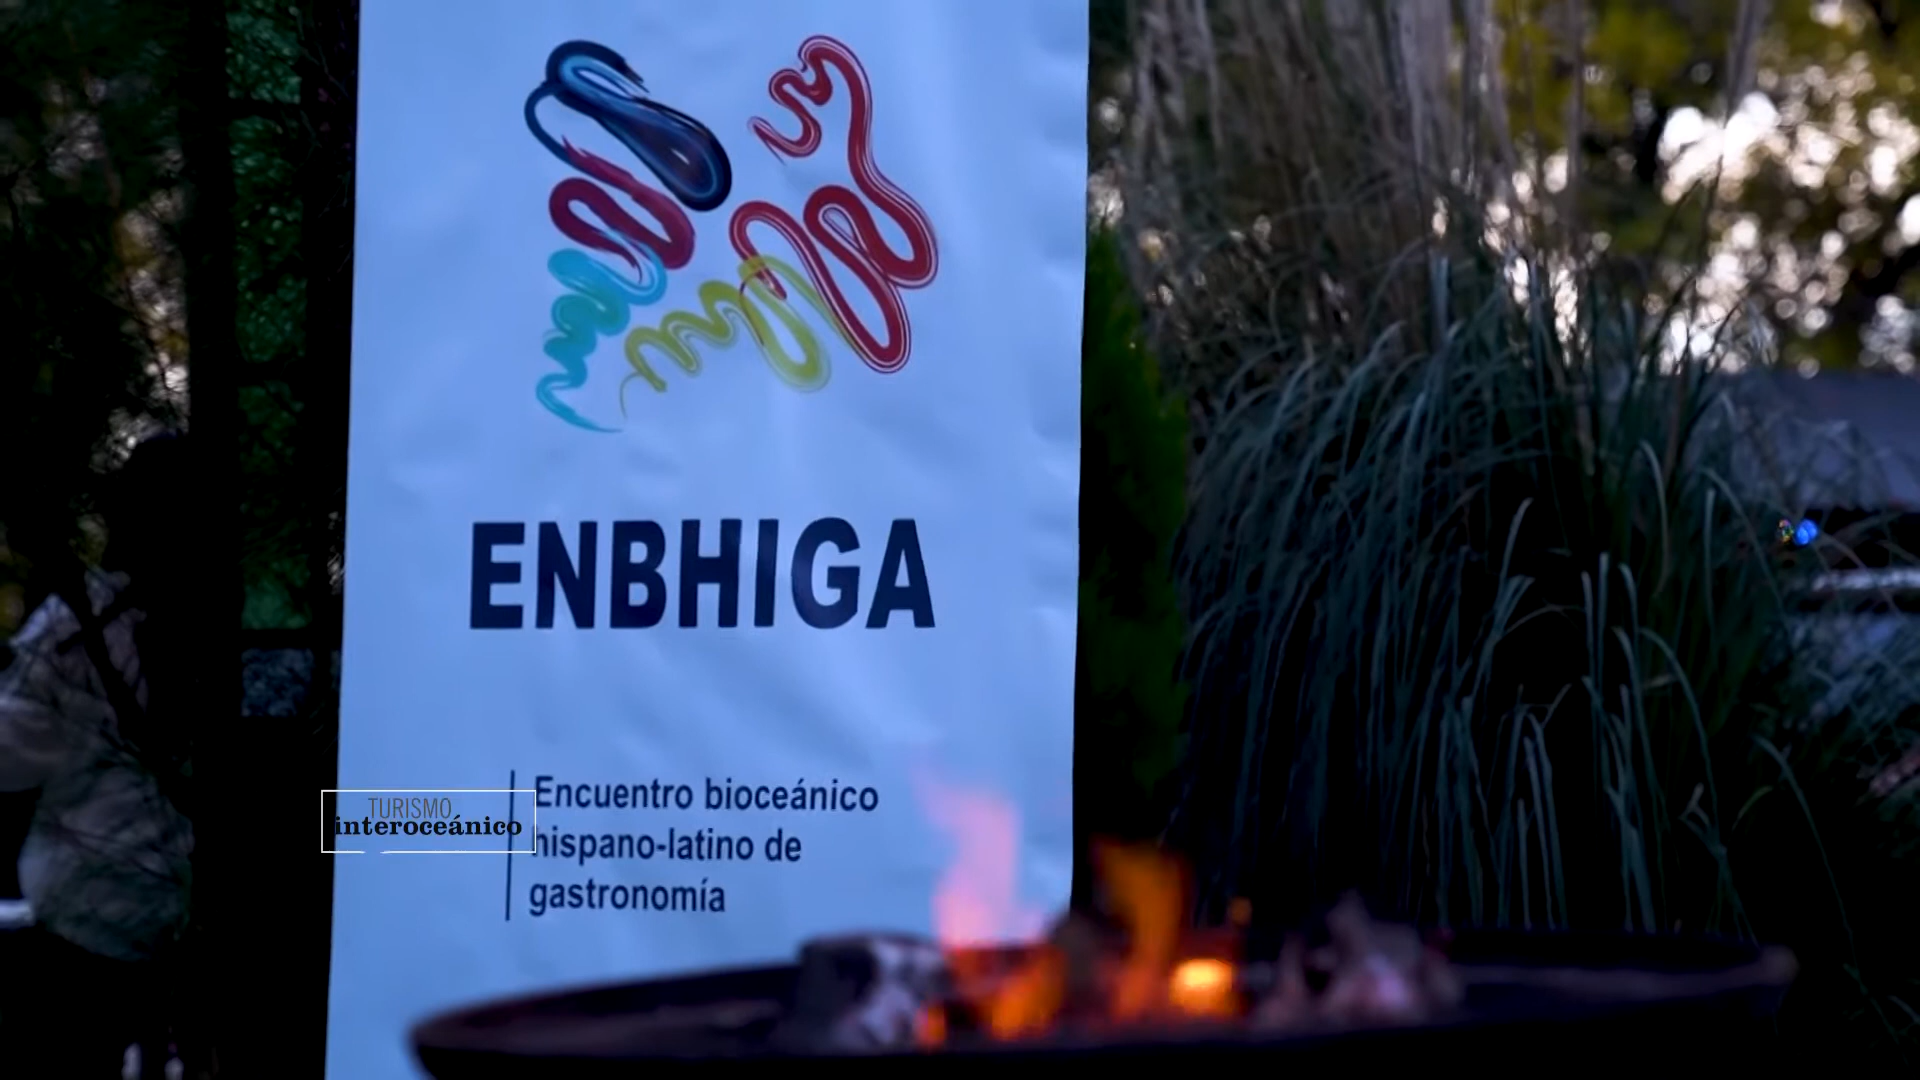 ENBHIGA
Encuentro bioceánico
hispano-latino de
gastronomía
TURISMO
interoceánico